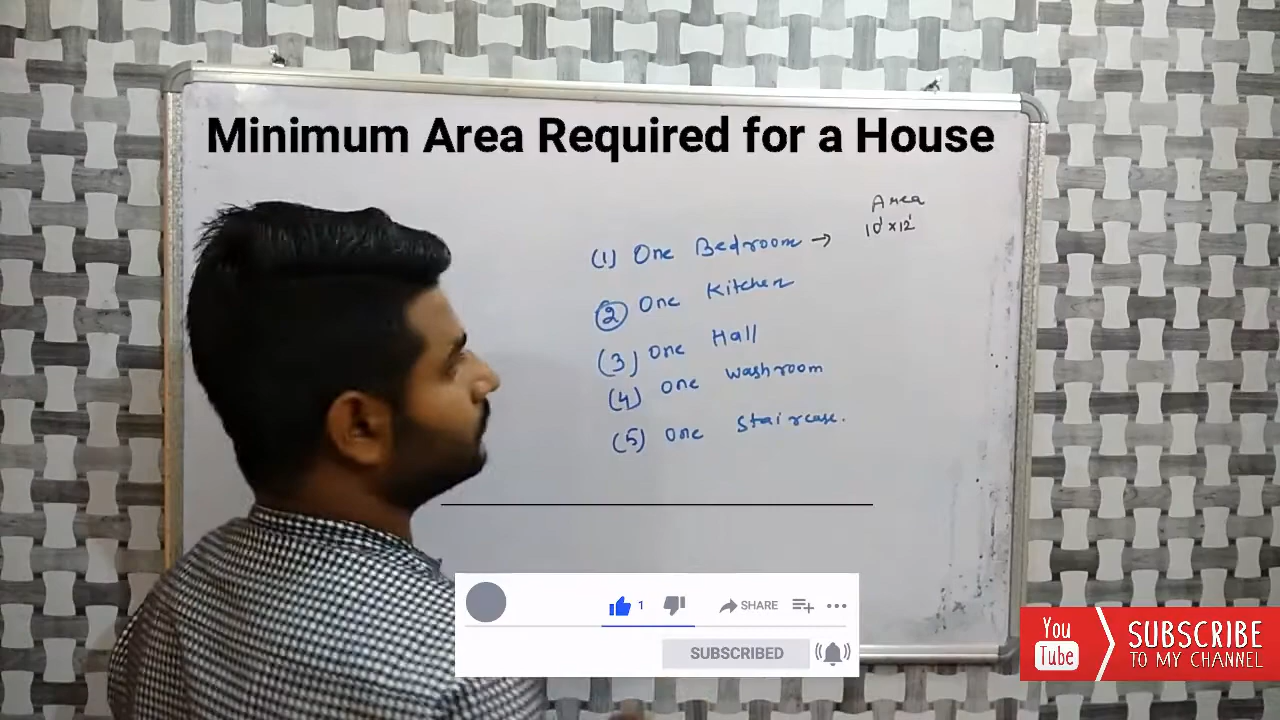 Minimum Area Required for a House
Area
(1) One Bedroom → 10'x12'
(2) One Kitchen
(3) One Hall
(4) One Washroom
(5) One Staircase.
1 SHARE
SUBSCRIBED
You Tube
SUBSCRIBE
TO MY CHANNEL